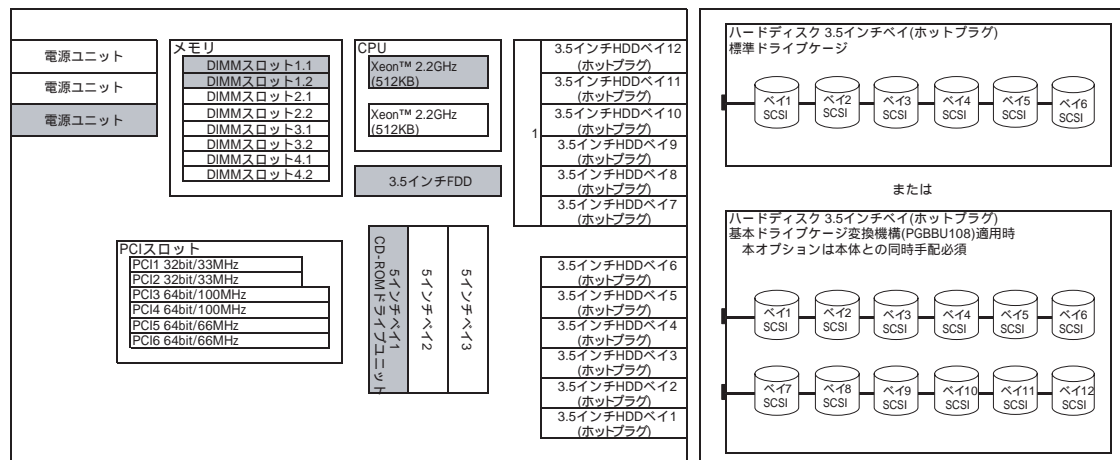 電源ユニット
電源ユニット
電源ユニット
メモリ
DIMMスロット1.1
DIMMスロット1.2
DIMMスロット2.1
DIMMスロット2.2
DIMMスロット3.1
DIMMスロット3.2
DIMMスロット4.1
DIMMスロット4.2
CPU
Xeon™ 2.2GHz
(512KB)
Xeon™ 2.2GHz
(512KB)
3.5インチFDD
PCIスロット
PCI1 32bit/33MHz
PCI2 32bit/33MHz
PCI3 64bit/100MHz
PCI4 64bit/100MHz
PCI5 64bit/66MHz
PCI6 64bit/66MHz
5インチベイ1
CD-ROMドライブユニット
5インチベイ2
5インチベイ3
1
3.5インチHDDベイ12
(ホットプラグ)
3.5インチHDDベイ11
(ホットプラグ)
3.5インチHDDベイ10
(ホットプラグ)
3.5インチHDDベイ9
(ホットプラグ)
3.5インチHDDベイ8
(ホットプラグ)
3.5インチHDDベイ7
(ホットプラグ)
3.5インチHDDベイ6
(ホットプラグ)
3.5インチHDDベイ5
(ホットプラグ)
3.5インチHDDベイ4
(ホットプラグ)
3.5インチHDDベイ3
(ホットプラグ)
3.5インチHDDベイ2
(ホットプラグ)
3.5インチHDDベイ1
(ホットプラグ)
ハードディスク 3.5インチベイ(ホットプラグ)
標準ドライブケージ
ベイ1
SCSI
ベイ2
SCSI
ベイ3
SCSI
ベイ4
SCSI
ベイ5
SCSI
ベイ6
SCSI
または
ハードディスク 3.5インチベイ(ホットプラグ)
基本ドライブケージ変換機構(PGBBU108)適用時
本オプションは本体との同時手配必須
ベイ1
SCSI
ベイ2
SCSI
ベイ3
SCSI
ベイ4
SCSI
ベイ5
SCSI
ベイ6
SCSI
ベイ7
SCSI
ベイ8
SCSI
ベイ9
SCSI
ベイ10
SCSI
ベイ11
SCSI
ベイ12
SCSI